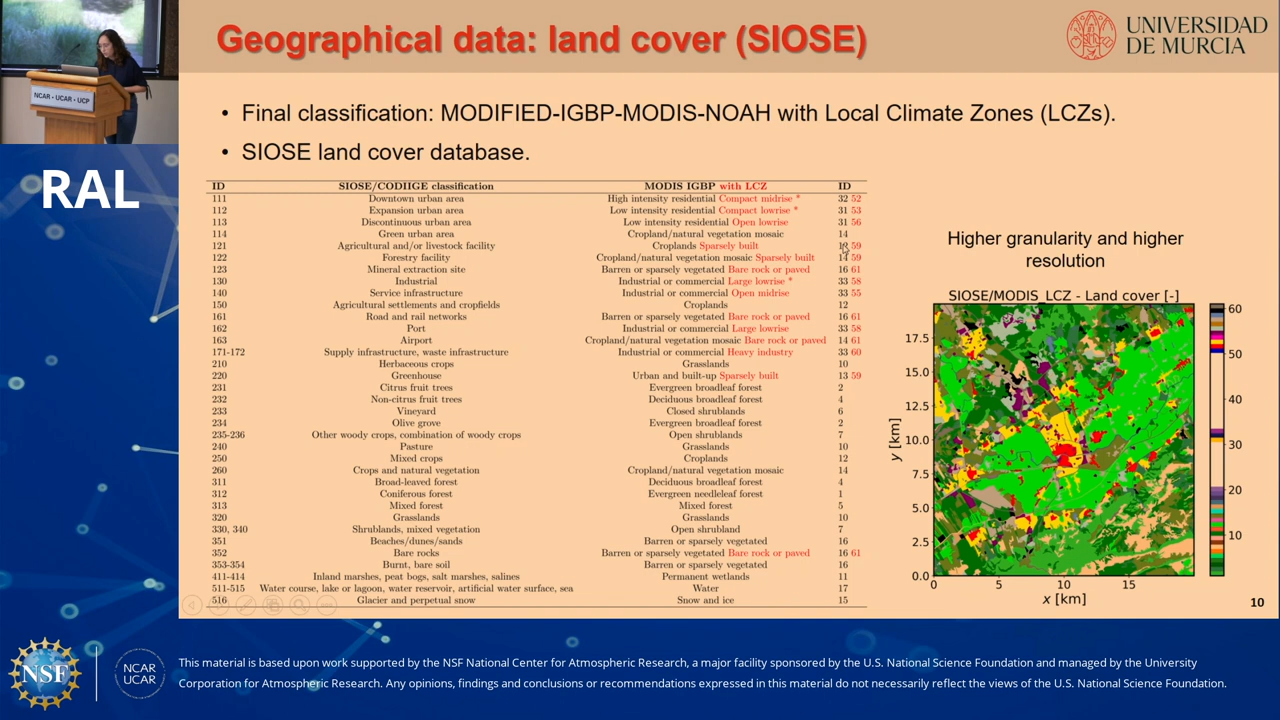 Geographical data: land cover (SIOSE)
UNIVERSIDAD
DE MURCIA
NCAR • UCAR • UCP
RAL
• Final classification: MODIFIED-IGBP-MODIS-NOAH with Local Climate Zones (LCZs).
• SIOSE land cover database.
ID SIOSE/CODIIGE classification MODIS IGBP with LCZ ID
111 Downtown urban area High intensity residential Compact midrise * 32 52
112 Expansion urban area Low intensity residential Compact lowrise * 31 53
113 Discontinuous urban area Low intensity residential Open lowrise 31 56
114 Green urban area Cropland/natural vegetation mosaic 14
121 Agricultural and/or livestock facility Croplands Sparsely built 59
122 Forestry facility Cropland/natural vegetation mosaic Sparsely built 14 59
123 Mineral extraction site Barren or sparsely vegetated Bare rock or paved 16 61
130 Industrial Industrial or commercial Large lowrise * 33 58
140 Service infrastructure Industrial or commercial Open midrise 33 55
150 Agricultural settlements and cropfields Croplands 12
161 Road and rail networks Barren or sparsely vegetated Bare rock or paved 16 61
162 Port Industrial or commercial Large lowrise 33 58
163 Airport Cropland/natural vegetation mosaic Bare rock or paved 14 61
171-172 Supply infrastructure, waste infrastructure Industrial or commercial Heavy industry 33 60
210 Herbaceous crops Grasslands 10
220 Greenhouse Urban and built-up Sparsely built 13 59
231 Citrus fruit trees Evergreen broadleaf forest 2
232 Non-citrus fruit trees Deciduous broadleaf forest 4
233 Vineyard Closed shrublands 6
234 Olive grove Evergreen broadleaf forest 2
235-236 Other woody crops, combination of woody crops Open shrublands 7
240 Pasture Grasslands 10
250 Mixed crops Croplands 12
260 Crops and natural vegetation Cropland/natural vegetation mosaic 14
311 Broad-leaved forest Deciduous broadleaf forest 4
312 Coniferous forest Evergreen needleleaf forest 1
313 Mixed forest Mixed forest 5
320 Grasslands Grasslands 10
330, 340 Shrublands, mixed vegetation Open shrubland 7
351 Beaches/dunes/sands Barren or sparsely vegetated 16
352 Bare rocks Barren or sparsely vegetated Bare rock or paved 16 61
353-354 Burnt, bare soil Barren or sparsely vegetated 16
411-414 Inland marshes, peat bogs, salt marshes, salines Permanent wetlands 11
511-515 Water course, lake or lagoon, water reservoir, artificial water surface, sea Water 17
516 Glacier and perpetual snow Snow and ice 15
Higher granularity and higher
resolution
SIOSE/MODIS_LCZ - Land cover [-]
17.5
15.0
12.5
10.0
7.5
5.0
2.5
0.0
y [km]
0 5 10 15
x [km]
60
50
40
30
20
10
10
NSF
NCAR
UCAR
This material is based upon work supported by the NSF National Center for Atmospheric Research, a major facility sponsored by the U.S. National Science Foundation and managed by the University
Corporation for Atmospheric Research. Any opinions, findings and conclusions or recommendations expressed in this material do not necessarily reflect the views of the U.S. National Science Foundation.